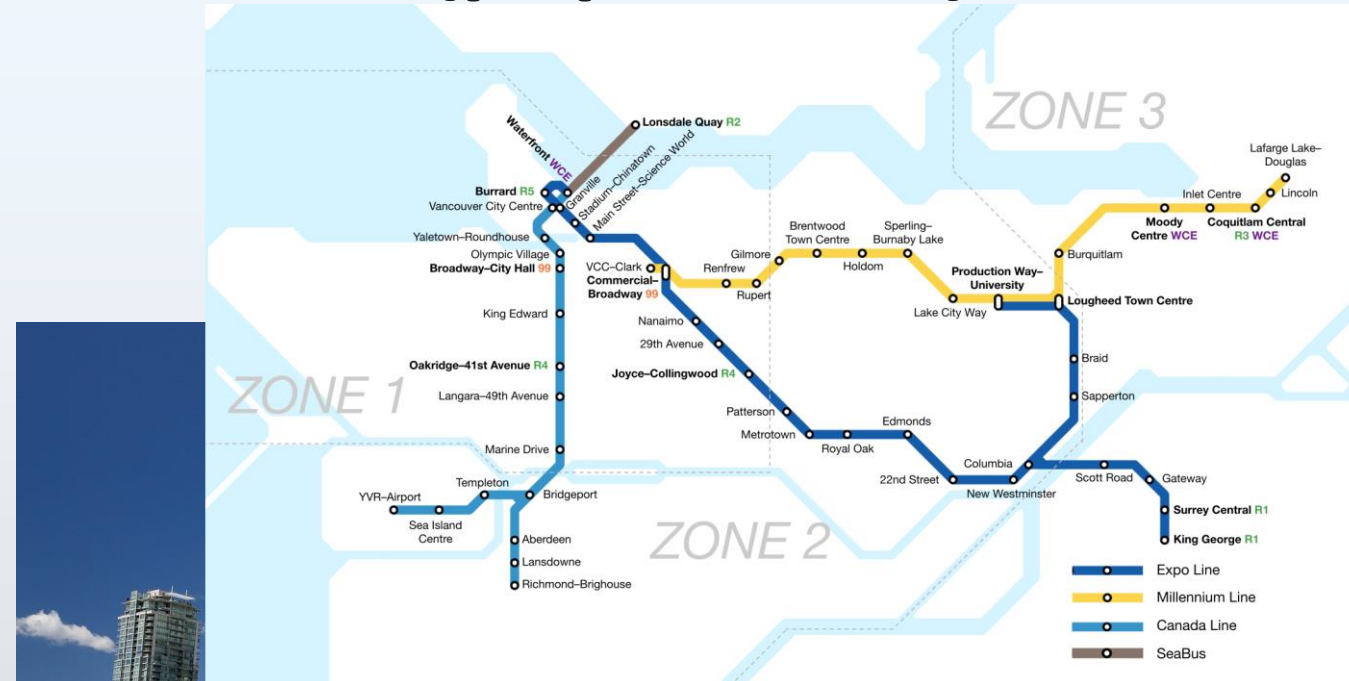 ZONE 3
Lonsdale Quay R2
Waterfront WCE
Burrard R5
Granville
Stadium–Chinatown
Main Street–Science World
Vancouver City Centre
Yaletown–Roundhouse
Olympic Village
Broadway–City Hall 99
King Edward
Oakridge–41st Avenue R4
Langara–49th Avenue
Marine Drive
ZONE 1
Templeton
Bridgeport
YVR–Airport
Sea Island
Centre
Aberdeen
Lansdowne
Richmond–Brighouse
VCC–Clark
Commercial–
Broadway 99
Renfrew
Rupert
Gilmore
Brentwood
Town Centre
Holdom
Sperling–
Burnaby Lake
Lake City Way
Production Way–
University
Lougheed Town Centre
Burquitlam
Moody
Centre WCE
Inlet Centre
Coquitlam Central
R3 WCE
Lincoln
Lafarge Lake–
Douglas
Nanaimo
29th Avenue
Joyce–Collingwood R4
Patterson
Metrotown
Royal Oak
Edmonds
22nd Street
New Westminster
Columbia
Sapperton
Braid
Scott Road
Gateway
Surrey Central R1
King George R1
ZONE 2
Expo Line
Millennium Line
Canada Line
SeaBus